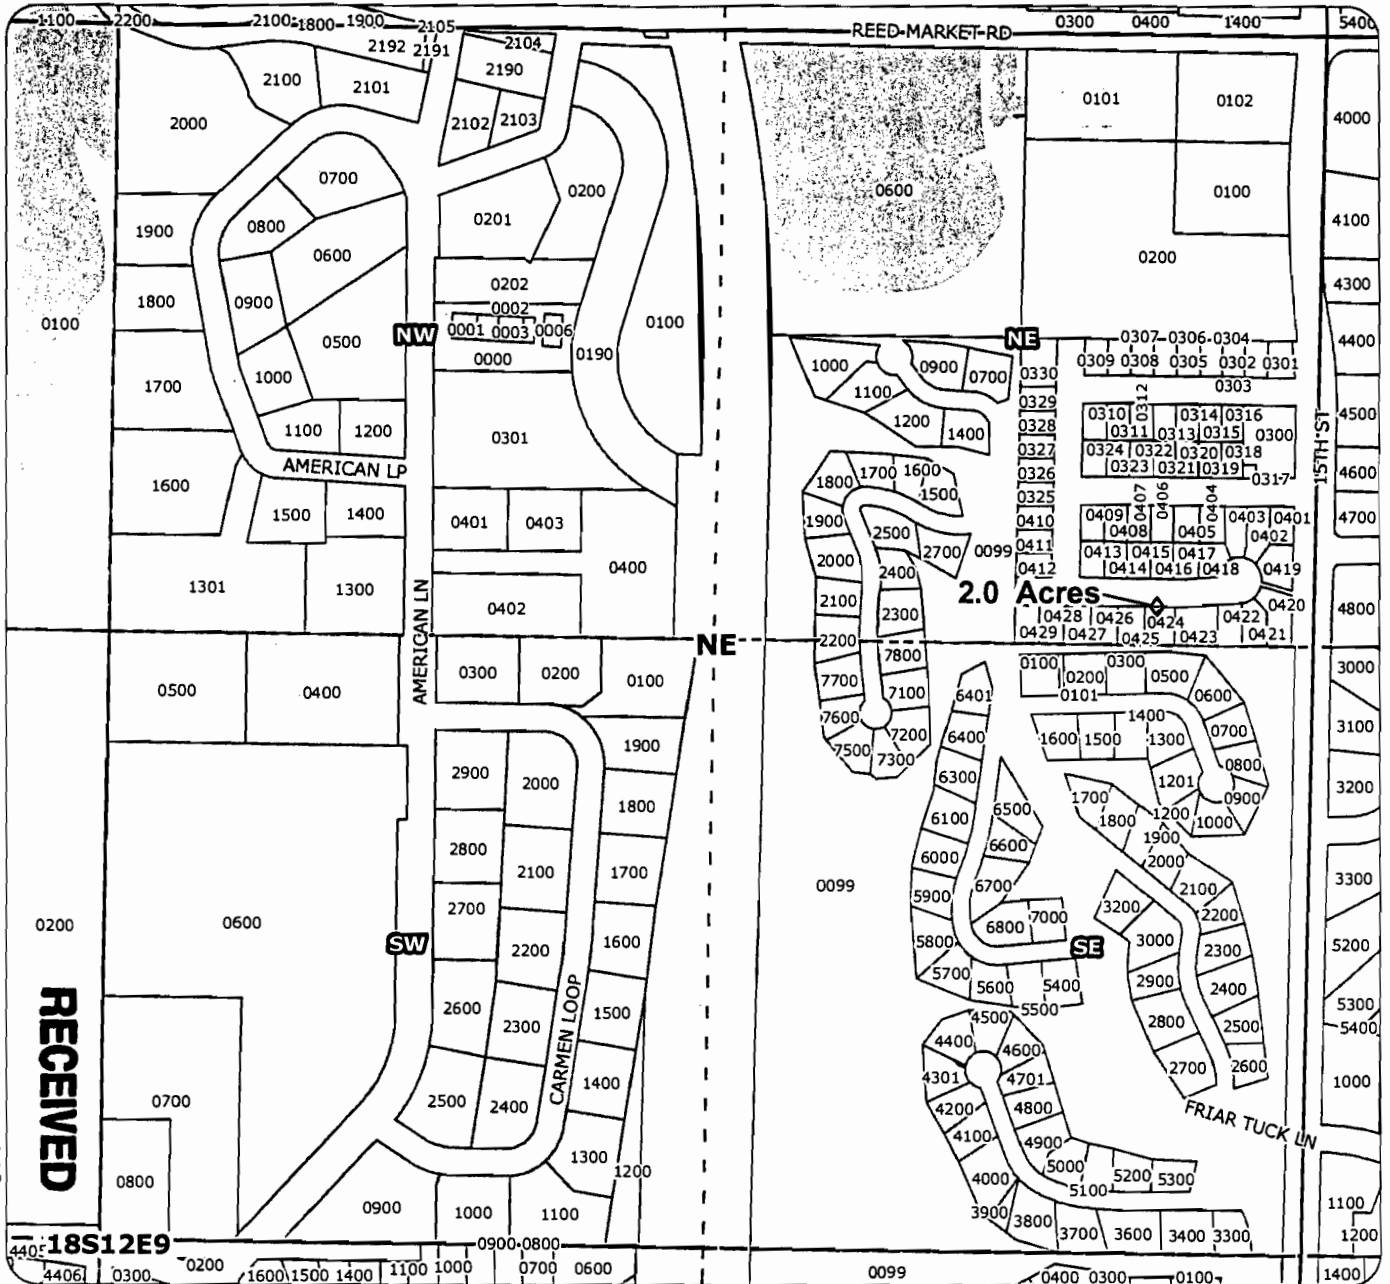 1100 2200 2100 1800 1900 2105 REED MARKET RD 0300 0400 1400 5400
2192 2191 2104
2100 2101 2190
2000 2102 2103 0101 0102 4000
0700 0200 0600 0100
1900 0800 0201 4100
0600 0202 0200 4300
1800 0900 0002
0100 0500 NW 0001 0003 0006 0100 NE 0307 0306 0304 4400
0000 0190 0309 0308 0305 0302 0301
1700 1000 1000 0900 0700 0330 0303
1100 0329 0312
1100 1200 0301 1200 1400 0328 0310 0314 0316 4500
0311 0313 0315 0300
AMERICAN LP 0327 0324 0322 0320 0318 15TH ST
1600 1800 1700 1600 0326 0323 0321 0319 0317 4600
1500 1400 0401 0403 1500 0325 0407 0406 0404
1900 2500 0410 0409 0408 0405 0403 0401 4700
2700 0099 0411 0402
1301 1300 0400 2000 2400 0412 0413 0415 0417 0419
0414 0416 0418
0402 2100 2300 2.0 Acres 0420 4800
0428 0426 0424 0422
AMERICAN LN NE 2200 0429 0427 0425 0423 0421
7800 0100 0200 0300 0500 3000
0500 0400 0300 0200 0100 7700 7100 6401 0101 0600
1900 7600 7200 6400 1600 1500 1400 1300 0700 3100
7500 7300
2900 2000 1800 6300 1201 0800 3200
6500 1700 0900
2800 6100 1800 1200 1000
2100 1700 6600 1900
6000 2000
0099 6700 2100 3300
2700 5900
0200 0600 6800 7000 3200 2200
SW 2200 1600 5800 SE 3000 2300 5200
5700
2600 2300 1500 5600 5400 2900 2400 5300
5500
CARMEN LOOP 4500 2800 2500 5400
RECEIVED 4400 4600
2500 2400 1400 4301 4701 2700 2600 1000
0700 4200 4800 FRIAR TUCK LN
4100 4900
1300 1200 5000 5200 5300
0800 4000 5100
0900 1000 1100 3900 3800 3700 3600 3400 3300 1100
18S12E9 0900 0800 1200
4406 0300 0200 1600 1500 1400 1100 1000 0700 0600 0099 0400 0300 0100 1400